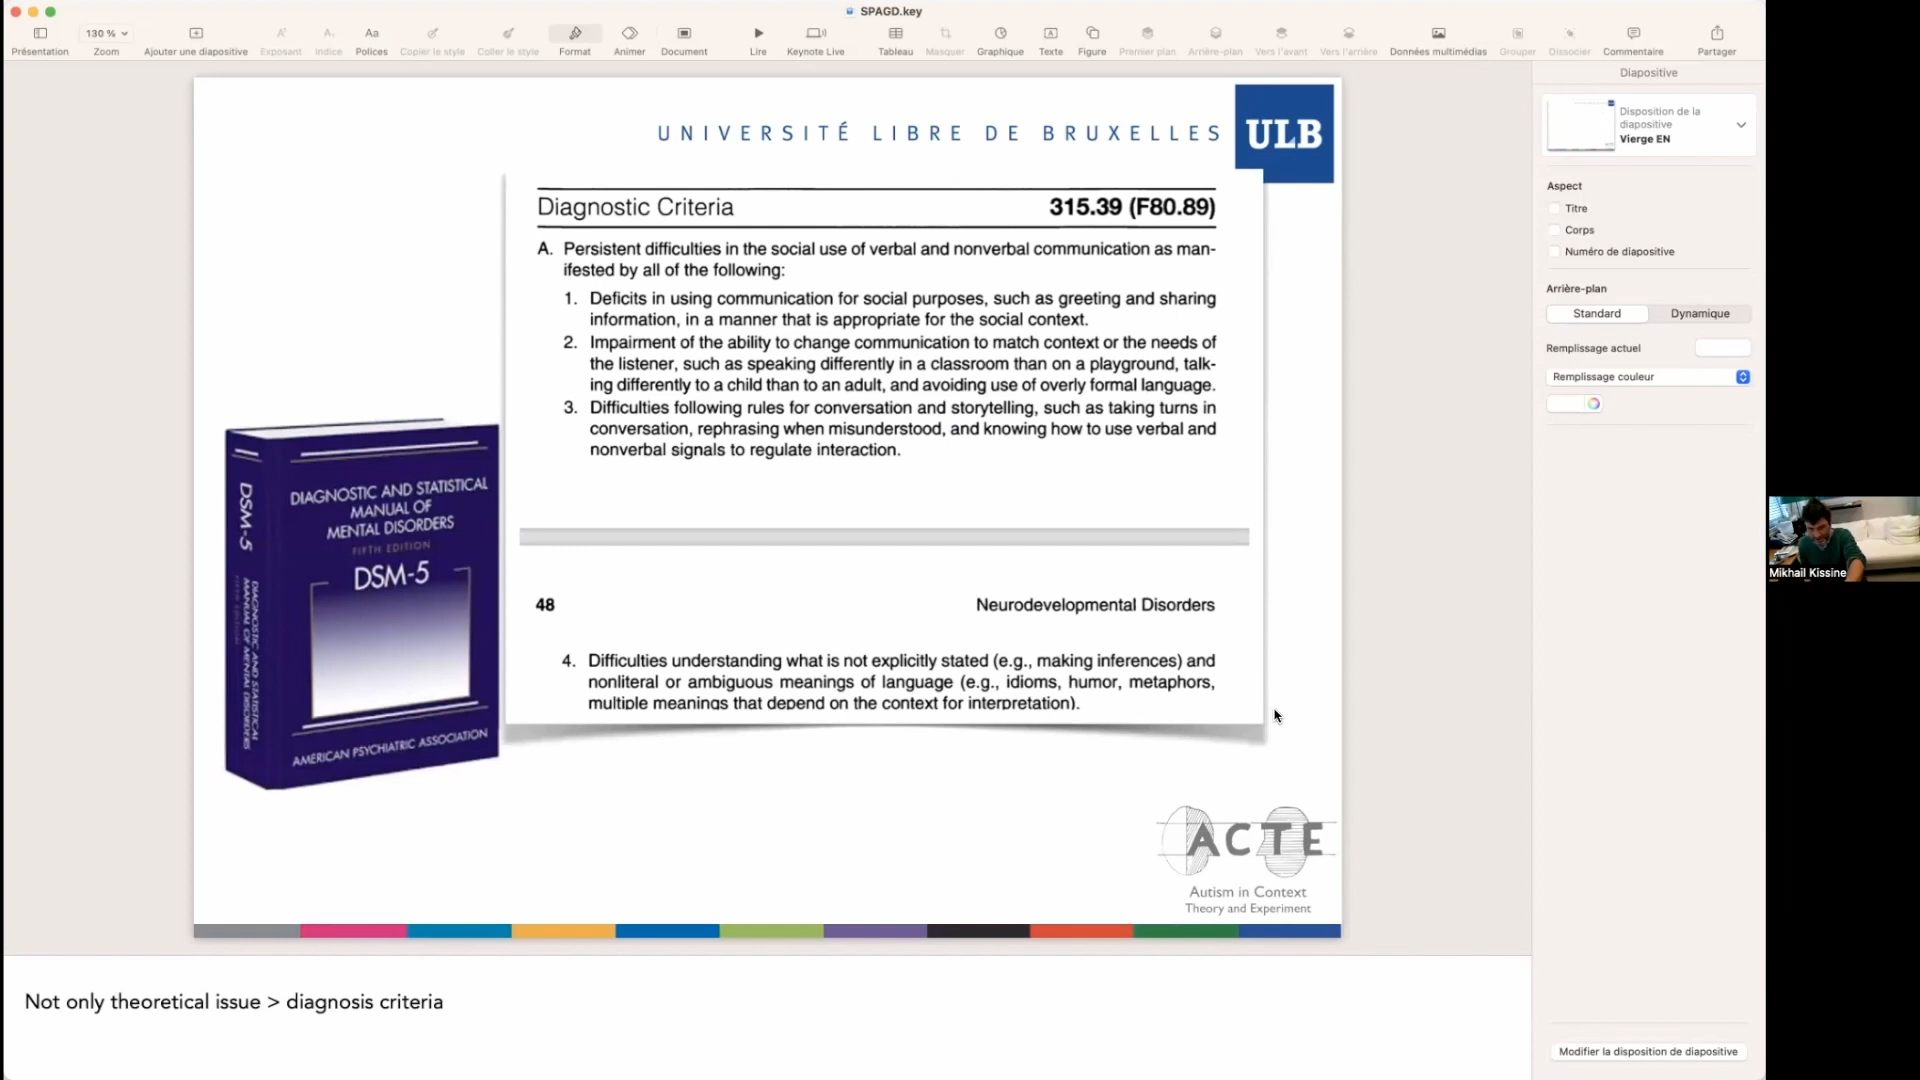 SPAGD.key
130 %
Présentation
Zoom
Ajouter une diapositive
Exposant
Indice
Polices
Copier le style
Coller le style
Format
Animer
Document
Lire
Keynote Live
Tableau
Masquer
Graphique
Texte
Figure
Premier plan
Arrière-plan
Vers l'avant
Vers l'arrière
Données multimédias
Grouper
Dissocier
Commentaire
Partager
UNIVERSITÉ LIBRE DE BRUXELLES
ULB
Diagnostic Criteria 315.39 (F80.89)
A. Persistent difficulties in the social use of verbal and nonverbal communication as man-
ifested by all of the following:
1. Deficits in using communication for social purposes, such as greeting and sharing
information, in a manner that is appropriate for the social context.
2. Impairment of the ability to change communication to match context or the needs of
the listener, such as speaking differently in a classroom than on a playground, talk-
ing differently to a child than to an adult, and avoiding use of overly formal language.
3. Difficulties following rules for conversation and storytelling, such as taking turns in
conversation, rephrasing when misunderstood, and knowing how to use verbal and
nonverbal signals to regulate interaction.
48 Neurodevelopmental Disorders
4. Difficulties understanding what is not explicitly stated (e.g., making inferences) and
nonliteral or ambiguous meanings of language (e.g., idioms, humor, metaphors,
multiple meanings that depend on the context for interpretation).
DSM-5
DIAGNOSTIC AND STATISTICAL
MANUAL OF MENTAL DISORDERS
FIFTH EDITION
DIAGNOSTIC AND STATISTICAL
MANUAL OF
MENTAL DISORDERS
FIFTH EDITION
DSM-5
AMERICAN PSYCHIATRIC ASSOCIATION
ACTE
Autism in Context
Theory and Experiment
Not only theoretical issue > diagnosis criteria
Diapositive
Disposition de la
diapositive
Vierge EN
Aspect
Titre
Corps
Numéro de diapositive
Arrière-plan
Standard
Dynamique
Remplissage actuel
Remplissage couleur
Modifier la disposition de diapositive
Mikhail Kissine